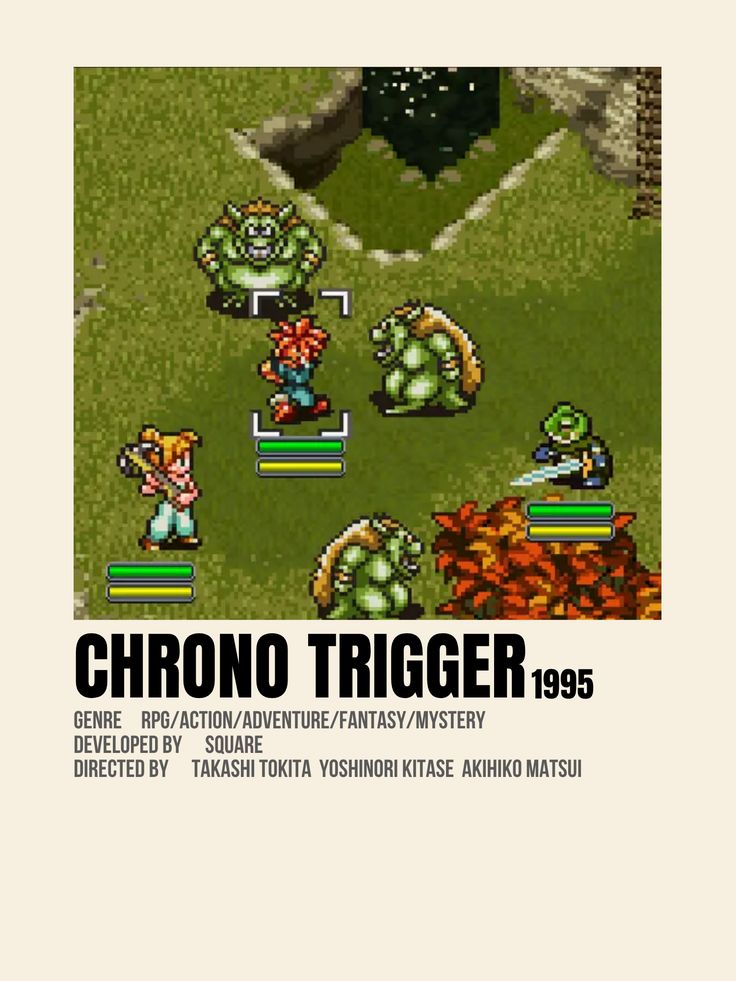 CHRONO TRIGGER 1995
GENRE RPG/ACTION/ADVENTURE/FANTASY/MYSTERY
DEVELOPED BY SQUARE
DIRECTED BY TAKASHI TOKITA YOSHINORI KITASE AKIHIKO MATSUI